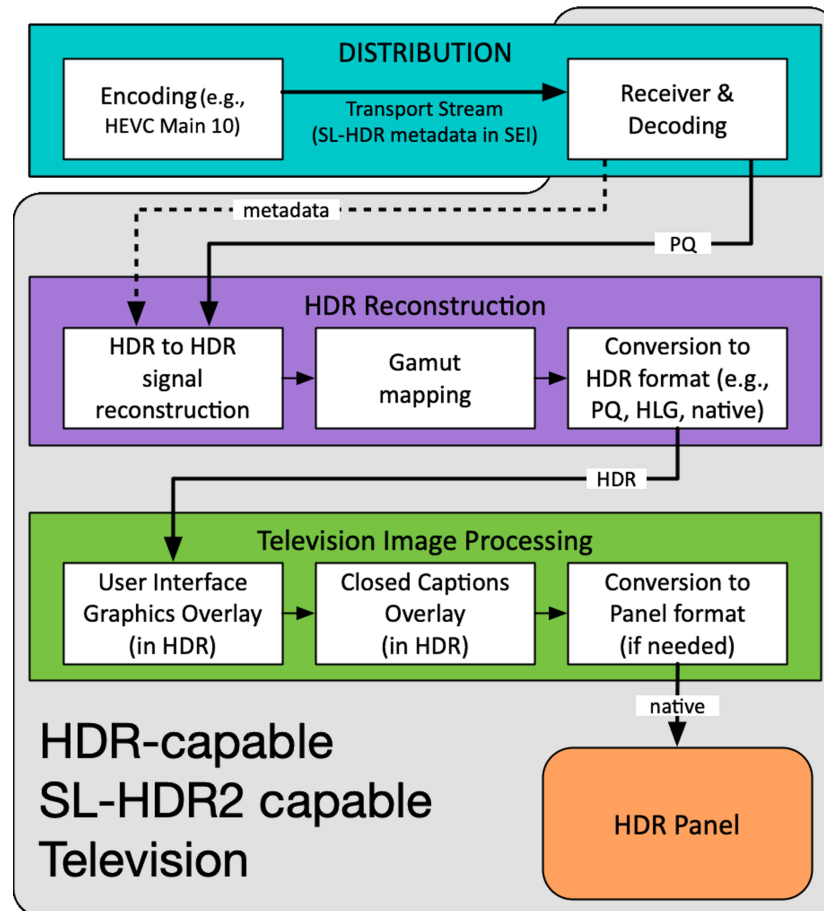 DISTRIBUTION
Encoding (e.g.,
HEVC Main 10)
Transport Stream
(SL-HDR metadata in SEI)
Receiver &
Decoding
metadata
PQ
HDR Reconstruction
HDR to HDR
signal
reconstruction
Gamut
mapping
Conversion to
HDR format (e.g.,
PQ, HLG, native)
HDR
Television Image Processing
User Interface
Graphics Overlay
(in HDR)
Closed Captions
Overlay
(in HDR)
Conversion to
Panel format
(if needed)
native
HDR-capable
SL-HDR2 capable
Television
HDR Panel